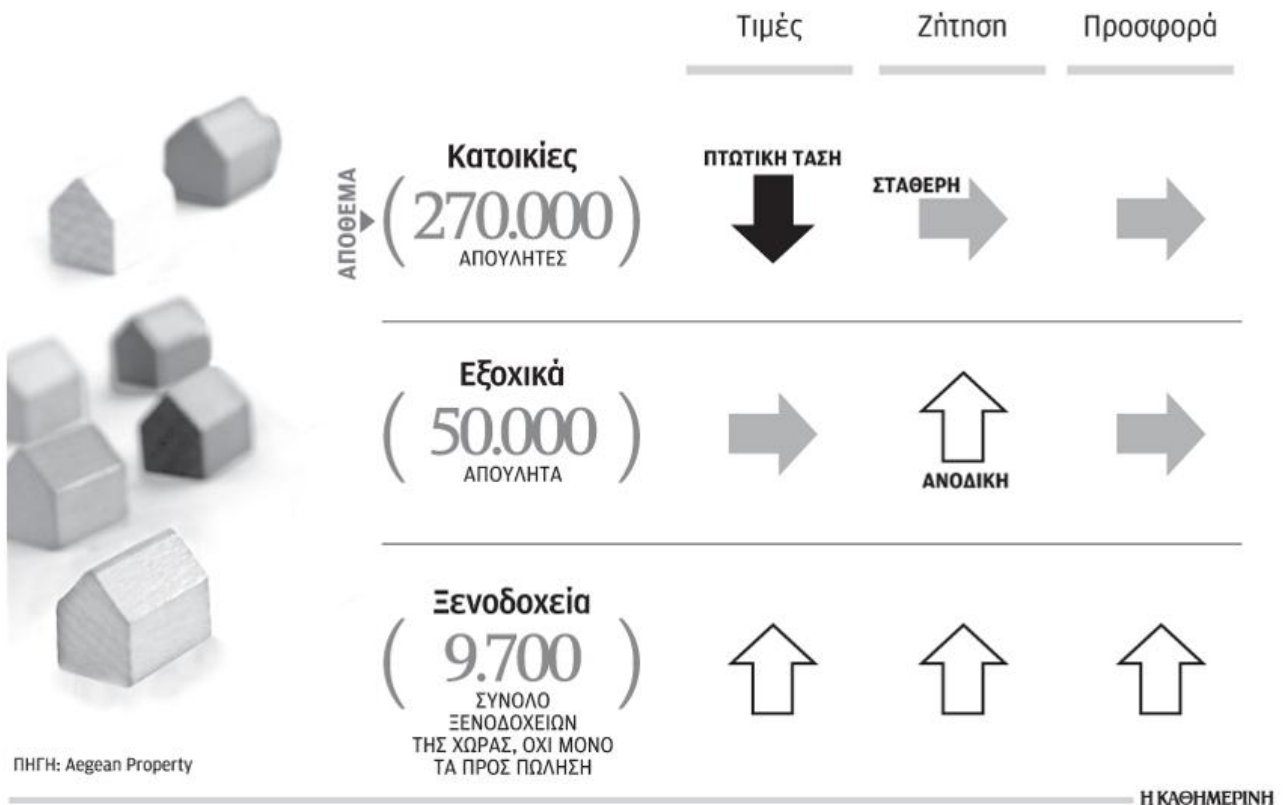 Τιμές Ζήτηση Προσφορά
ΑΠΟΘΕΜΑ
Κατοικίες
(270.000)
ΑΠΟΥΛΗΤΕΣ
ΠΤΩΤΙΚΗ ΤΑΣΗ
ΣΤΑΘΕΡΗ
Εξοχικά
(50.000)
ΑΠΟΥΛΗΤΑ
ΑΝΟΔΙΚΗ
Ξενοδοχεία
(9.700)
ΣΥΝΟΛΟ
ΞΕΝΟΔΟΧΕΙΩΝ
ΤΗΣ ΧΩΡΑΣ, ΟΧΙ ΜΟΝΟ
ΤΑ ΠΡΟΣ ΠΩΛΗΣΗ
ΠΗΓΗ: Aegean Property
Η ΚΑΘΗΜΕΡΙΝΗ